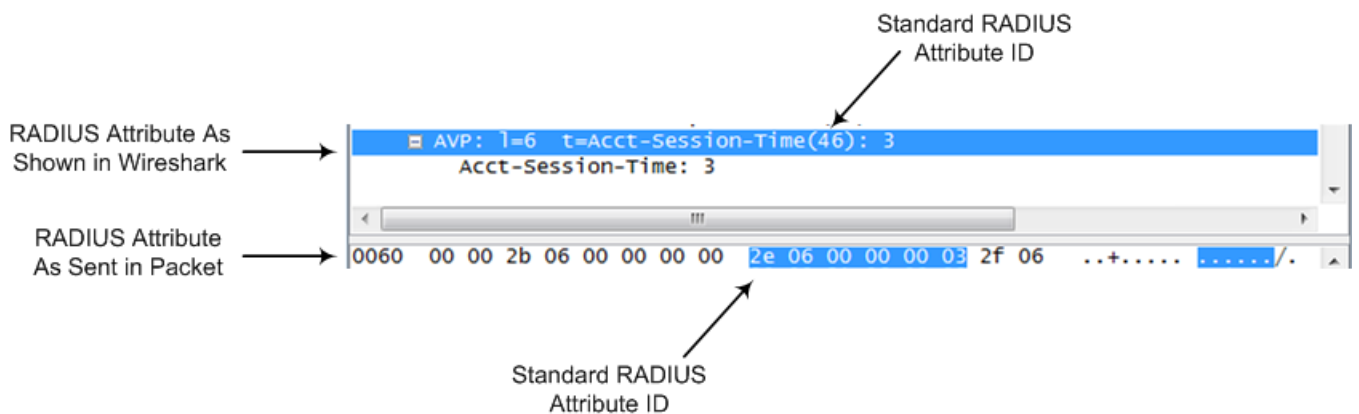 Standard RADIUS
Attribute ID
RADIUS Attribute As
Shown in Wireshark
AVP: l=6  t=Acct-Session-Time(46): 3
Acct-Session-Time: 3
RADIUS Attribute
As Sent in Packet
0060  00 00 2b 06 00 00 00 00  2e 06 00 00 00 03 2f 06  ..+..... ....../.
Standard RADIUS
Attribute ID